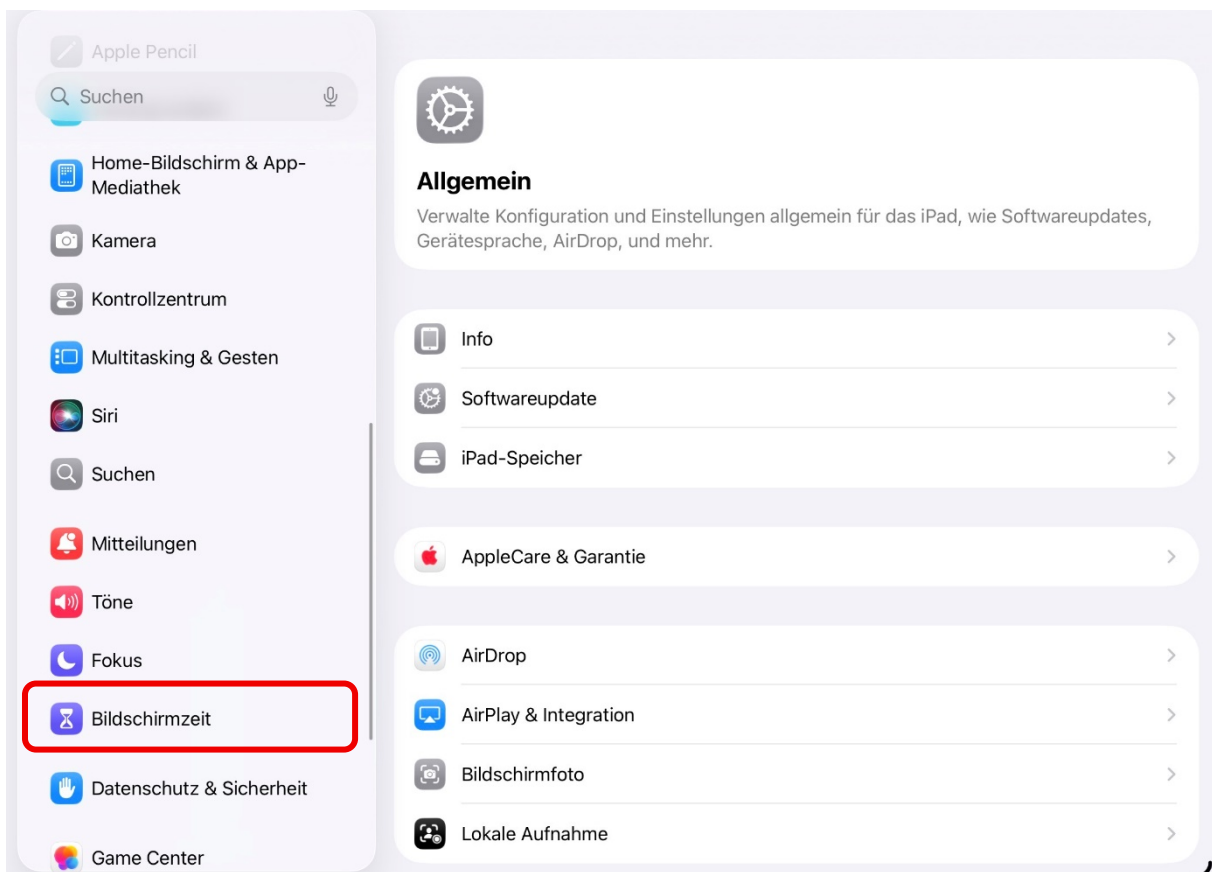 Apple Pencil
Suchen
Home-Bildschirm & App-
Mediathek
Kamera
Kontrollzentrum
Multitasking & Gesten
Siri
Suchen
Mitteilungen
Töne
Fokus
Bildschirmzeit
Datenschutz & Sicherheit
Game Center
Allgemein
Verwalte Konfiguration und Einstellungen allgemein für das iPad, wie Softwareupdates,
Gerätesprache, AirDrop, und mehr.
Info
Softwareupdate
iPad-Speicher
AppleCare & Garantie
AirDrop
AirPlay & Integration
Bildschirmfoto
Lokale Aufnahme